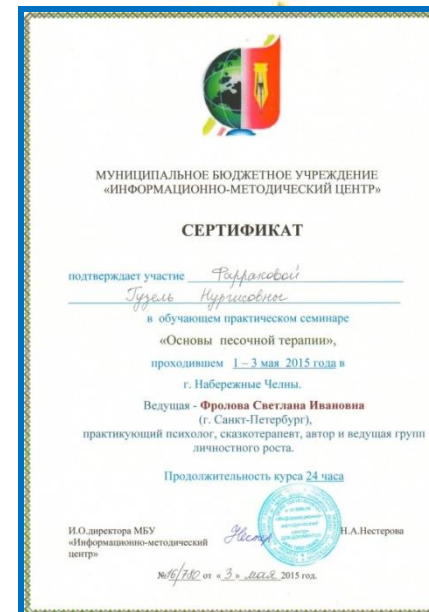 МУНИЦИПАЛЬНОЕ БЮДЖЕТНОЕ УЧРЕЖДЕНИЕ
«ИНФОРМАЦИОННО-МЕТОДИЧЕСКИЙ ЦЕНТР»
СЕРТИФИКАТ
подтверждает участие Фарраховой
Гузель Нургисовны
в обучающем практическом семинаре
«Основы песочной терапии»,
проходившем 1 – 3 мая 2015 года в
г. Набережные Челны.
Ведущая - Фролова Светлана Ивановна
(г. Санкт-Петербург),
практикующий психолог, сказкотерапевт, автор и ведущая групп
личностного роста.
Продолжительность курса 24 часа
И.О.директора МБУ
«Информационно-методический
центр»
Н.А.Нестерова
№16/780 от « 3 » мая 2015 год.